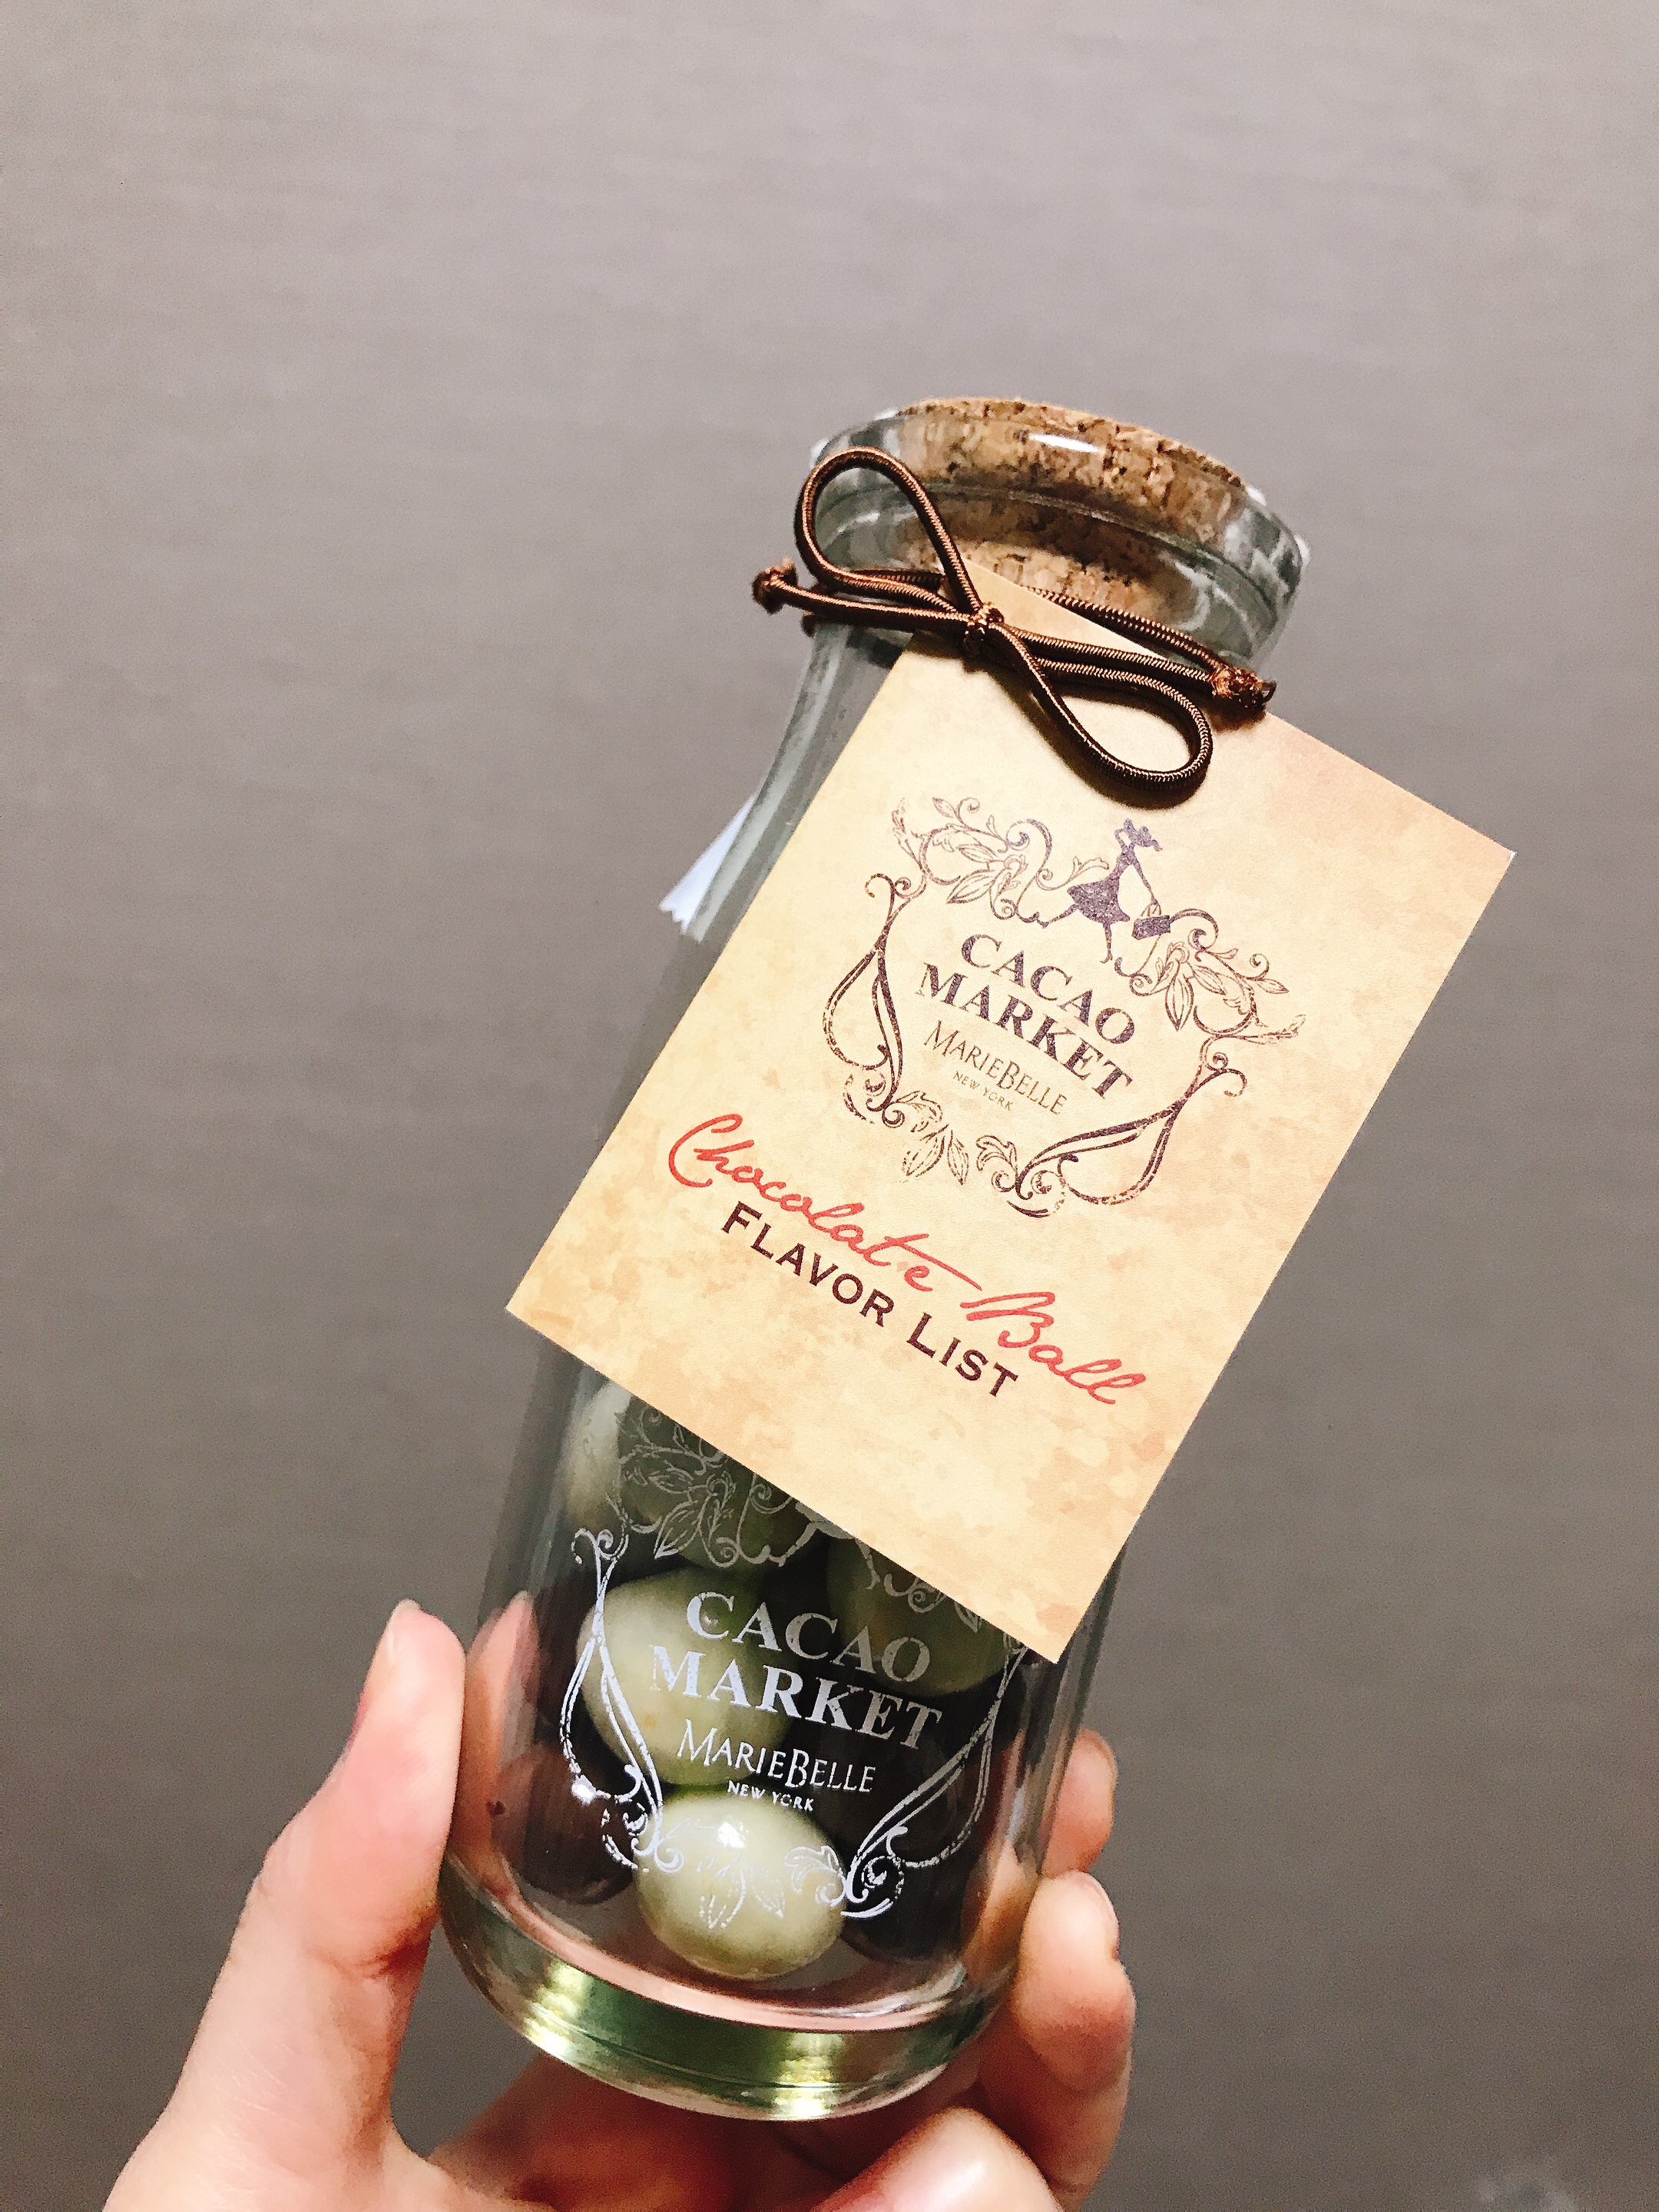 CACAO
MARKET
MARIEBELLE
NEW YORK
Chocolate Ball
FLAVOR LIST
CACAO
MARKET
MARIEBELLE
NEW YORK